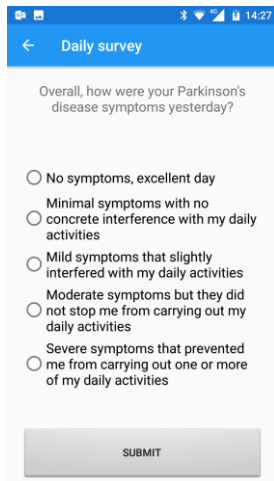 14:27
Daily survey
Overall, how were your Parkinson's
disease symptoms yesterday?
No symptoms, excellent day
Minimal symptoms with no
concrete interference with my daily
activities
Mild symptoms that slightly
interfered with my daily activities
Moderate symptoms but they did
not stop me from carrying out my
daily activities
Severe symptoms that prevented
me from carrying out one or more
of my daily activities
SUBMIT